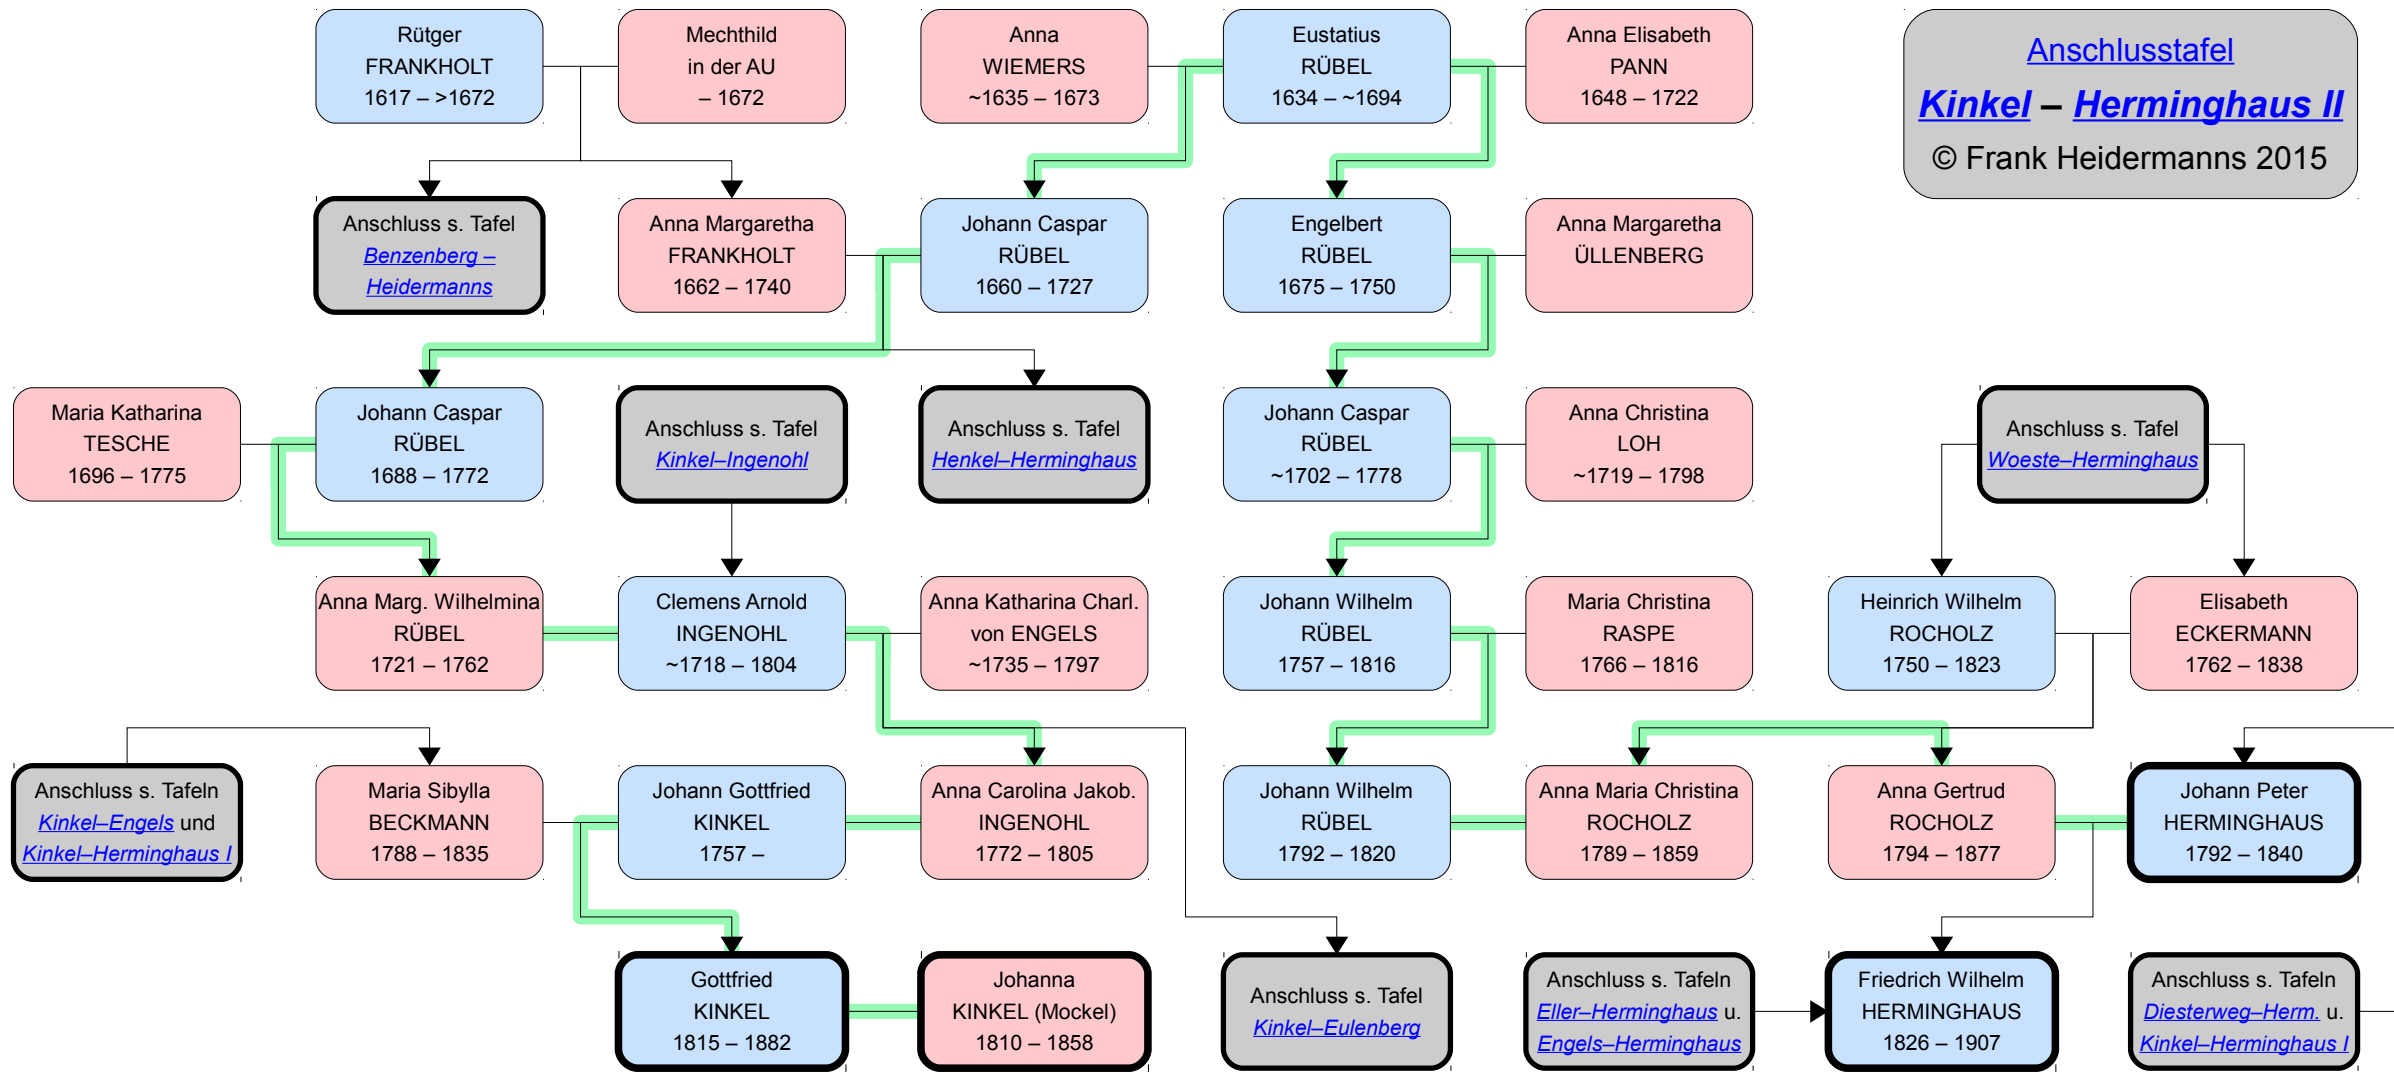 Rütger
FRANKHOLT
1617 – >1672
Mechthild
in der AU
– 1672
Anna
WIEMERS
~1635 – 1673
Eustatius
RÜBEL
1634 – ~1694
Anna Elisabeth
PANN
1648 – 1722
Anschlusstafel
Kinkel – Herminghaus II
© Frank Heidermanns 2015
Anschluss s. Tafel
Benzenberg –
Heidermanns
Anna Margaretha
FRANKHOLT
1662 – 1740
Johann Caspar
RÜBEL
1660 – 1727
Engelbert
RÜBEL
1675 – 1750
Anna Margaretha
ÜLLENBERG
Maria Katharina
TESCHE
1696 – 1775
Johann Caspar
RÜBEL
1688 – 1772
Anschluss s. Tafel
Kinkel–Ingenohl
Anschluss s. Tafel
Henkel–Herminghaus
Johann Caspar
RÜBEL
~1702 – 1778
Anna Christina
LOH
~1719 – 1798
Anschluss s. Tafel
Woeste–Herminghaus
Anna Marg. Wilhelmina
RÜBEL
1721 – 1762
Clemens Arnold
INGENOHL
~1718 – 1804
Anna Katharina Charl.
von ENGELS
~1735 – 1797
Johann Wilhelm
RÜBEL
1757 – 1816
Maria Christina
RASPE
1766 – 1816
Heinrich Wilhelm
ROCHOLZ
1750 – 1823
Elisabeth
ECKERMANN
1762 – 1838
Anschluss s. Tafeln
Kinkel–Engels und
Kinkel–Herminghaus I
Maria Sibylla
BECKMANN
1788 – 1835
Johann Gottfried
KINKEL
1757 –
Anna Carolina Jakob.
INGENOHL
1772 – 1805
Johann Wilhelm
RÜBEL
1792 – 1820
Anna Maria Christina
ROCHOLZ
1789 – 1859
Anna Gertrud
ROCHOLZ
1794 – 1877
Johann Peter
HERMINGHAUS
1792 – 1840
Gottfried
KINKEL
1815 – 1882
Johanna
KINKEL (Mockel)
1810 – 1858
Anschluss s. Tafel
Kinkel–Eulenberg
Anschluss s. Tafeln
Eller–Herminghaus u.
Engels–Herminghaus
Friedrich Wilhelm
HERMINGHAUS
1826 – 1907
Anschluss s. Tafeln
Diesterweg–Herm. u.
Kinkel–Herminghaus I